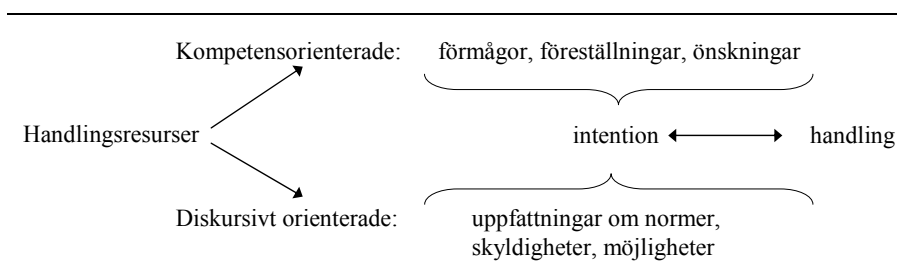 Kompetensorienterade: förmågor, föreställningar, önskningar
Handlingsresurser intention handling
Diskursivt orienterade: uppfattningar om normer,
skyldigheter, möjligheter